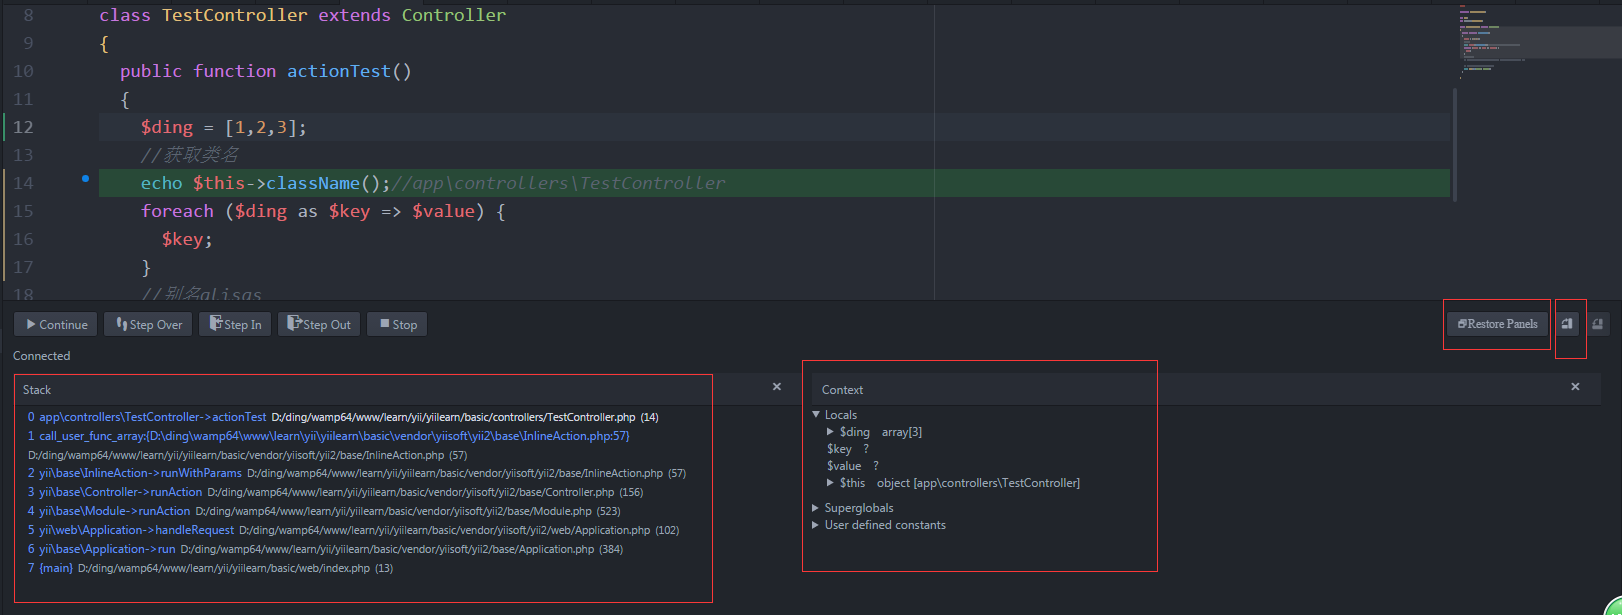 8 class TestController extends Controller
9 {
10 public function actionTest()
11 {
12 $ding = [1,2,3];
13 //获取类名
14 echo $this->className();//app\controllers\TestController
15 foreach ($ding as $key => $value) {
16 $key;
17 }
18 //别名alisas
Continue Step Over Step In Step Out Stop Restore Panels
Connected
Stack
0 app\controllers\TestController->actionTest D:/ding/wamp64/www/learn/yii/yiilearn/basic/controllers/TestController.php (14)
1 call_user_func_array:{D:\ding\wamp64\www\learn\yii\yiilearn\basic\vendor\yiisoft\yii2\base\InlineAction.php:57}
D:/ding/wamp64/www/learn/yii/yiilearn/basic/vendor/yiisoft/yii2/base/InlineAction.php (57)
2 yii\base\InlineAction->runWithParams D:/ding/wamp64/www/learn/yii/yiilearn/basic/vendor/yiisoft/yii2/base/InlineAction.php (57)
3 yii\base\Controller->runAction D:/ding/wamp64/www/learn/yii/yiilearn/basic/vendor/yiisoft/yii2/base/Controller.php (156)
4 yii\base\Module->runAction D:/ding/wamp64/www/learn/yii/yiilearn/basic/vendor/yiisoft/yii2/base/Module.php (523)
5 yii\web\Application->handleRequest D:/ding/wamp64/www/learn/yii/yiilearn/basic/vendor/yiisoft/yii2/web/Application.php (102)
6 yii\base\Application->run D:/ding/wamp64/www/learn/yii/yiilearn/basic/vendor/yiisoft/yii2/base/Application.php (384)
7 {main} D:/ding/wamp64/www/learn/yii/yiilearn/basic/web/index.php (13)
Context
Locals
$ding array[3]
$key ?
$value ?
$this object [app\controllers\TestController]
Superglobals
User defined constants